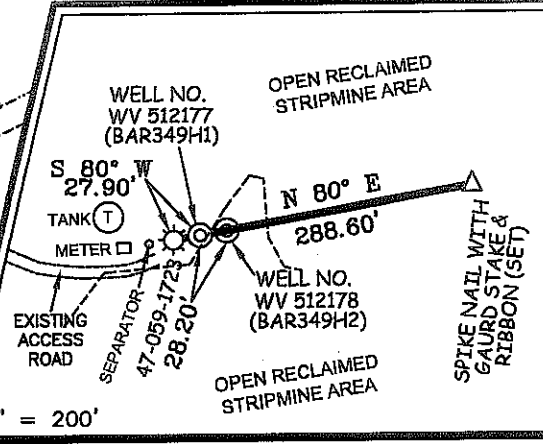 OPEN RECLAIMED
STRIPMINE AREA
WELL NO.
WV 512177
(BAR349H1)
S 80° W
27.90'
TANK T
METER
N 80° E
288.60'
WELL NO.
WV 512178
(BAR349H2)
EXISTING
ACCESS
ROAD
SEPARATOR
47-059-1723
28.20'
SPIKE NAIL WITH
GAURD STAKE &
RIBBON (SET)
OPEN RECLAIMED
STRIPMINE AREA
' = 200'